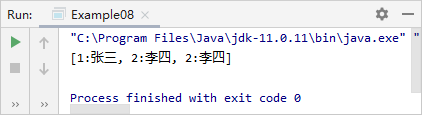 Run: Example08
"C:\Program Files\Java\jdk-11.0.11\bin\java.exe" "
[1:张三, 2:李四, 2:李四]
Process finished with exit code 0